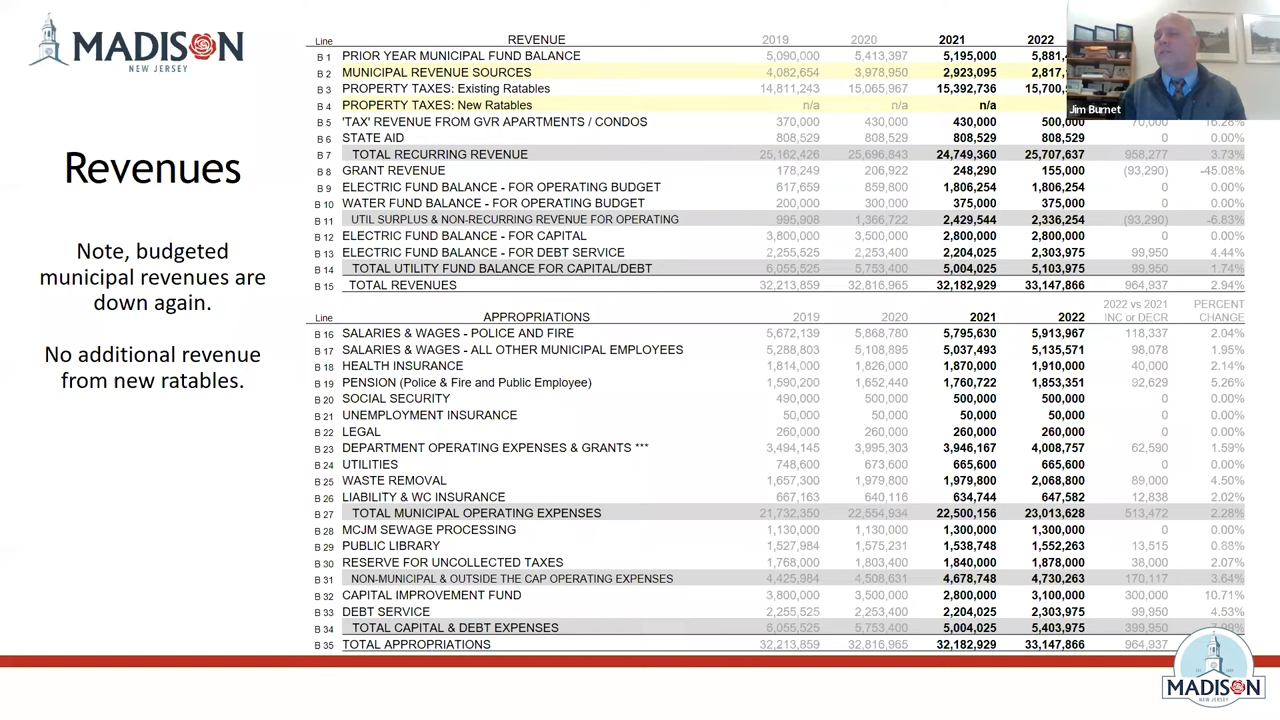 MADISON
NEW JERSEY
Revenues
Note, budgeted
municipal revenues are
down again.
No additional revenue
from new ratables.
Line REVENUE 2019 2020 2021 2022
B 1 PRIOR YEAR MUNICIPAL FUND BALANCE 5,090,000 5,413,397 5,195,000 5,881,
B 2 MUNICIPAL REVENUE SOURCES 4,082,654 3,978,950 2,923,095 2,817,
B 3 PROPERTY TAXES: Existing Ratables 14,811,243 15,065,967 15,392,736 15,700,
B 4 PROPERTY TAXES: New Ratables n/a n/a n/a
Jim Burnet
B 5 'TAX' REVENUE FROM GVR APARTMENTS / CONDOS 370,000 430,000 430,000 500,000 70,000 16.28%
B 6 STATE AID 808,529 808,529 808,529 808,529 0 0.00%
B 7 TOTAL RECURRING REVENUE 25,162,426 25,696,843 24,749,360 25,707,637 958,277 3.73%
B 8 GRANT REVENUE 178,249 206,922 248,290 155,000 (93,290) -45.08%
B 9 ELECTRIC FUND BALANCE - FOR OPERATING BUDGET 617,659 859,800 1,806,254 1,806,254 0 0.00%
B 10 WATER FUND BALANCE - FOR OPERATING BUDGET 200,000 300,000 375,000 375,000 0 0.00%
B 11 UTIL SURPLUS & NON-RECURRING REVENUE FOR OPERATING 995,908 1,366,722 2,429,544 2,336,254 (93,290) -6.83%
B 12 ELECTRIC FUND BALANCE - FOR CAPITAL 3,800,000 3,500,000 2,800,000 2,800,000 0 0.00%
B 13 ELECTRIC FUND BALANCE - FOR DEBT SERVICE 2,255,525 2,253,400 2,204,025 2,303,975 99,950 4.44%
B 14 TOTAL UTILITY FUND BALANCE FOR CAPITAL/DEBT 6,055,525 5,753,400 5,004,025 5,103,975 99,950 1.74%
B 15 TOTAL REVENUES 32,213,859 32,816,965 32,182,929 33,147,866 964,937 2.94%
2022 vs 2021 PERCENT
Line APPROPRIATIONS 2019 2020 2021 2022 INC or DECR CHANGE
B 16 SALARIES & WAGES - POLICE AND FIRE 5,672,139 5,868,780 5,795,630 5,913,967 118,337 2.04%
B 17 SALARIES & WAGES - ALL OTHER MUNICIPAL EMPLOYEES 5,288,803 5,108,895 5,037,493 5,135,571 98,078 1.95%
B 18 HEALTH INSURANCE 1,814,000 1,826,000 1,870,000 1,910,000 40,000 2.14%
B 19 PENSION (Police & Fire and Public Employee) 1,590,200 1,652,440 1,760,722 1,853,351 92,629 5.26%
B 20 SOCIAL SECURITY 490,000 500,000 500,000 500,000 0 0.00%
B 21 UNEMPLOYMENT INSURANCE 50,000 50,000 50,000 50,000 0 0.00%
B 22 LEGAL 260,000 260,000 260,000 260,000 0 0.00%
B 23 DEPARTMENT OPERATING EXPENSES & GRANTS *** 3,494,145 3,995,303 3,946,167 4,008,757 62,590 1.59%
B 24 UTILITIES 748,600 673,600 665,600 665,600 0 0.00%
B 25 WASTE REMOVAL 1,657,300 1,979,800 1,979,800 2,068,800 89,000 4.50%
B 26 LIABILITY & WC INSURANCE 667,163 640,116 634,744 647,582 12,838 2.02%
B 27 TOTAL MUNICIPAL OPERATING EXPENSES 21,732,350 22,554,934 22,500,156 23,013,628 513,472 2.28%
B 28 MCJM SEWAGE PROCESSING 1,130,000 1,130,000 1,300,000 1,300,000 0 0.00%
B 29 PUBLIC LIBRARY 1,527,984 1,575,231 1,538,748 1,552,263 13,515 0.88%
B 30 RESERVE FOR UNCOLLECTED TAXES 1,768,000 1,803,400 1,840,000 1,878,000 38,000 2.07%
B 31 NON-MUNICIPAL & OUTSIDE THE CAP OPERATING EXPENSES 4,425,984 4,508,631 4,678,748 4,730,263 170,117 3.64%
B 32 CAPITAL IMPROVEMENT FUND 3,800,000 3,500,000 2,800,000 3,100,000 300,000 10.71%
B 33 DEBT SERVICE 2,255,525 2,253,400 2,204,025 2,303,975 99,950 4.53%
B 34 TOTAL CAPITAL & DEBT EXPENSES 6,055,525 5,753,400 5,004,025 5,403,975 399,950
B 35 TOTAL APPROPRIATIONS 32,213,859 32,816,965 32,182,929 33,147,866 964,937
MADISON
NEW JERSEY